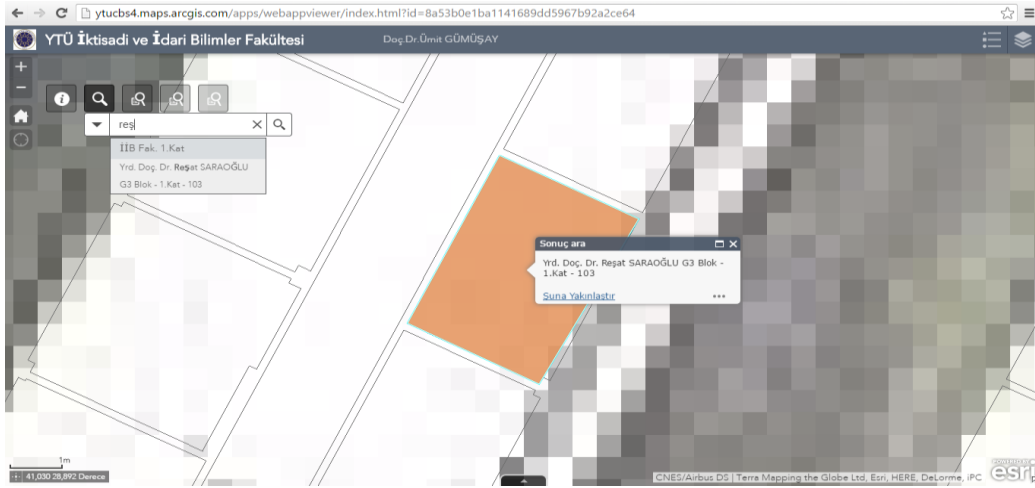 ytucbs4.maps.arcgis.com/apps/webappviewer/index.html?id=8a53b0e1ba1141689dd5967b92a2ce64
YTÜ İktisadi ve İdari Bilimler Fakültesi
Doç.Dr.Ümit GÜMÜŞAY
reş
İİB Fak. 1.Kat
Yrd. Doç. Dr. Reşat SARAOĞLU
G3 Blok - 1.Kat - 103
Sonuç ara
Yrd. Doç. Dr. Reşat SARAOĞLU G3 Blok -
1.Kat - 103
Şuna Yakınlaştır
1m
41,030 28,892 Derece
CNES/Airbus DS | Terra Mapping the Globe Ltd, Esri, HERE, DeLorme, iPC
POWERED BY
esri